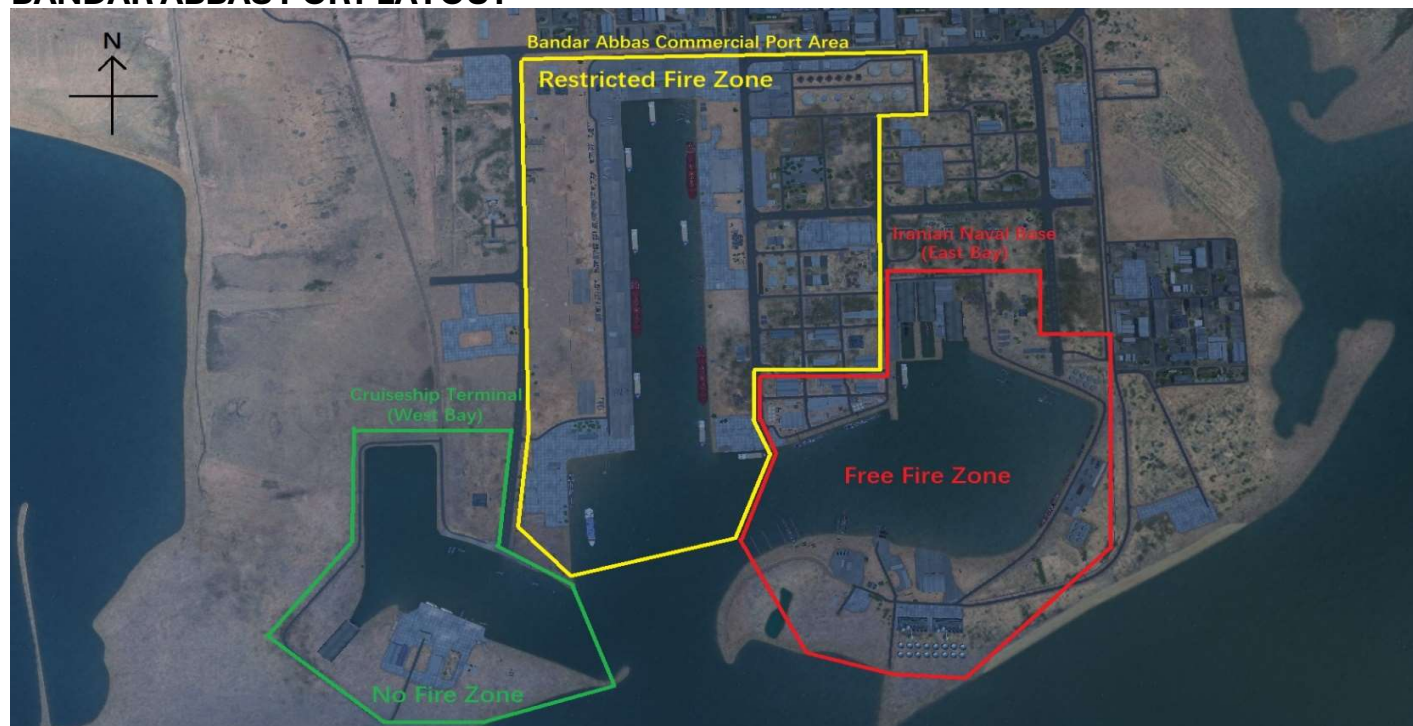 BANDAR ABBAS PORT LAYOUT
N
Bandar Abbas Commercial Port Area
Restricted Fire Zone
Iranian Naval Base
(East Bay)
Cruiseship Terminal
(West Bay)
Free Fire Zone
No Fire Zone